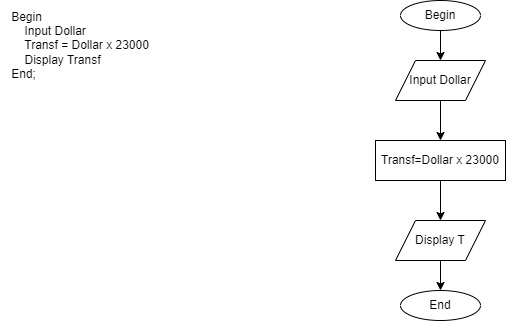 Begin
Input Dollar
Transf = Dollar x 23000
Display Transf
End;
Begin
Input Dollar
Transf=Dollar x 23000
Display T
End